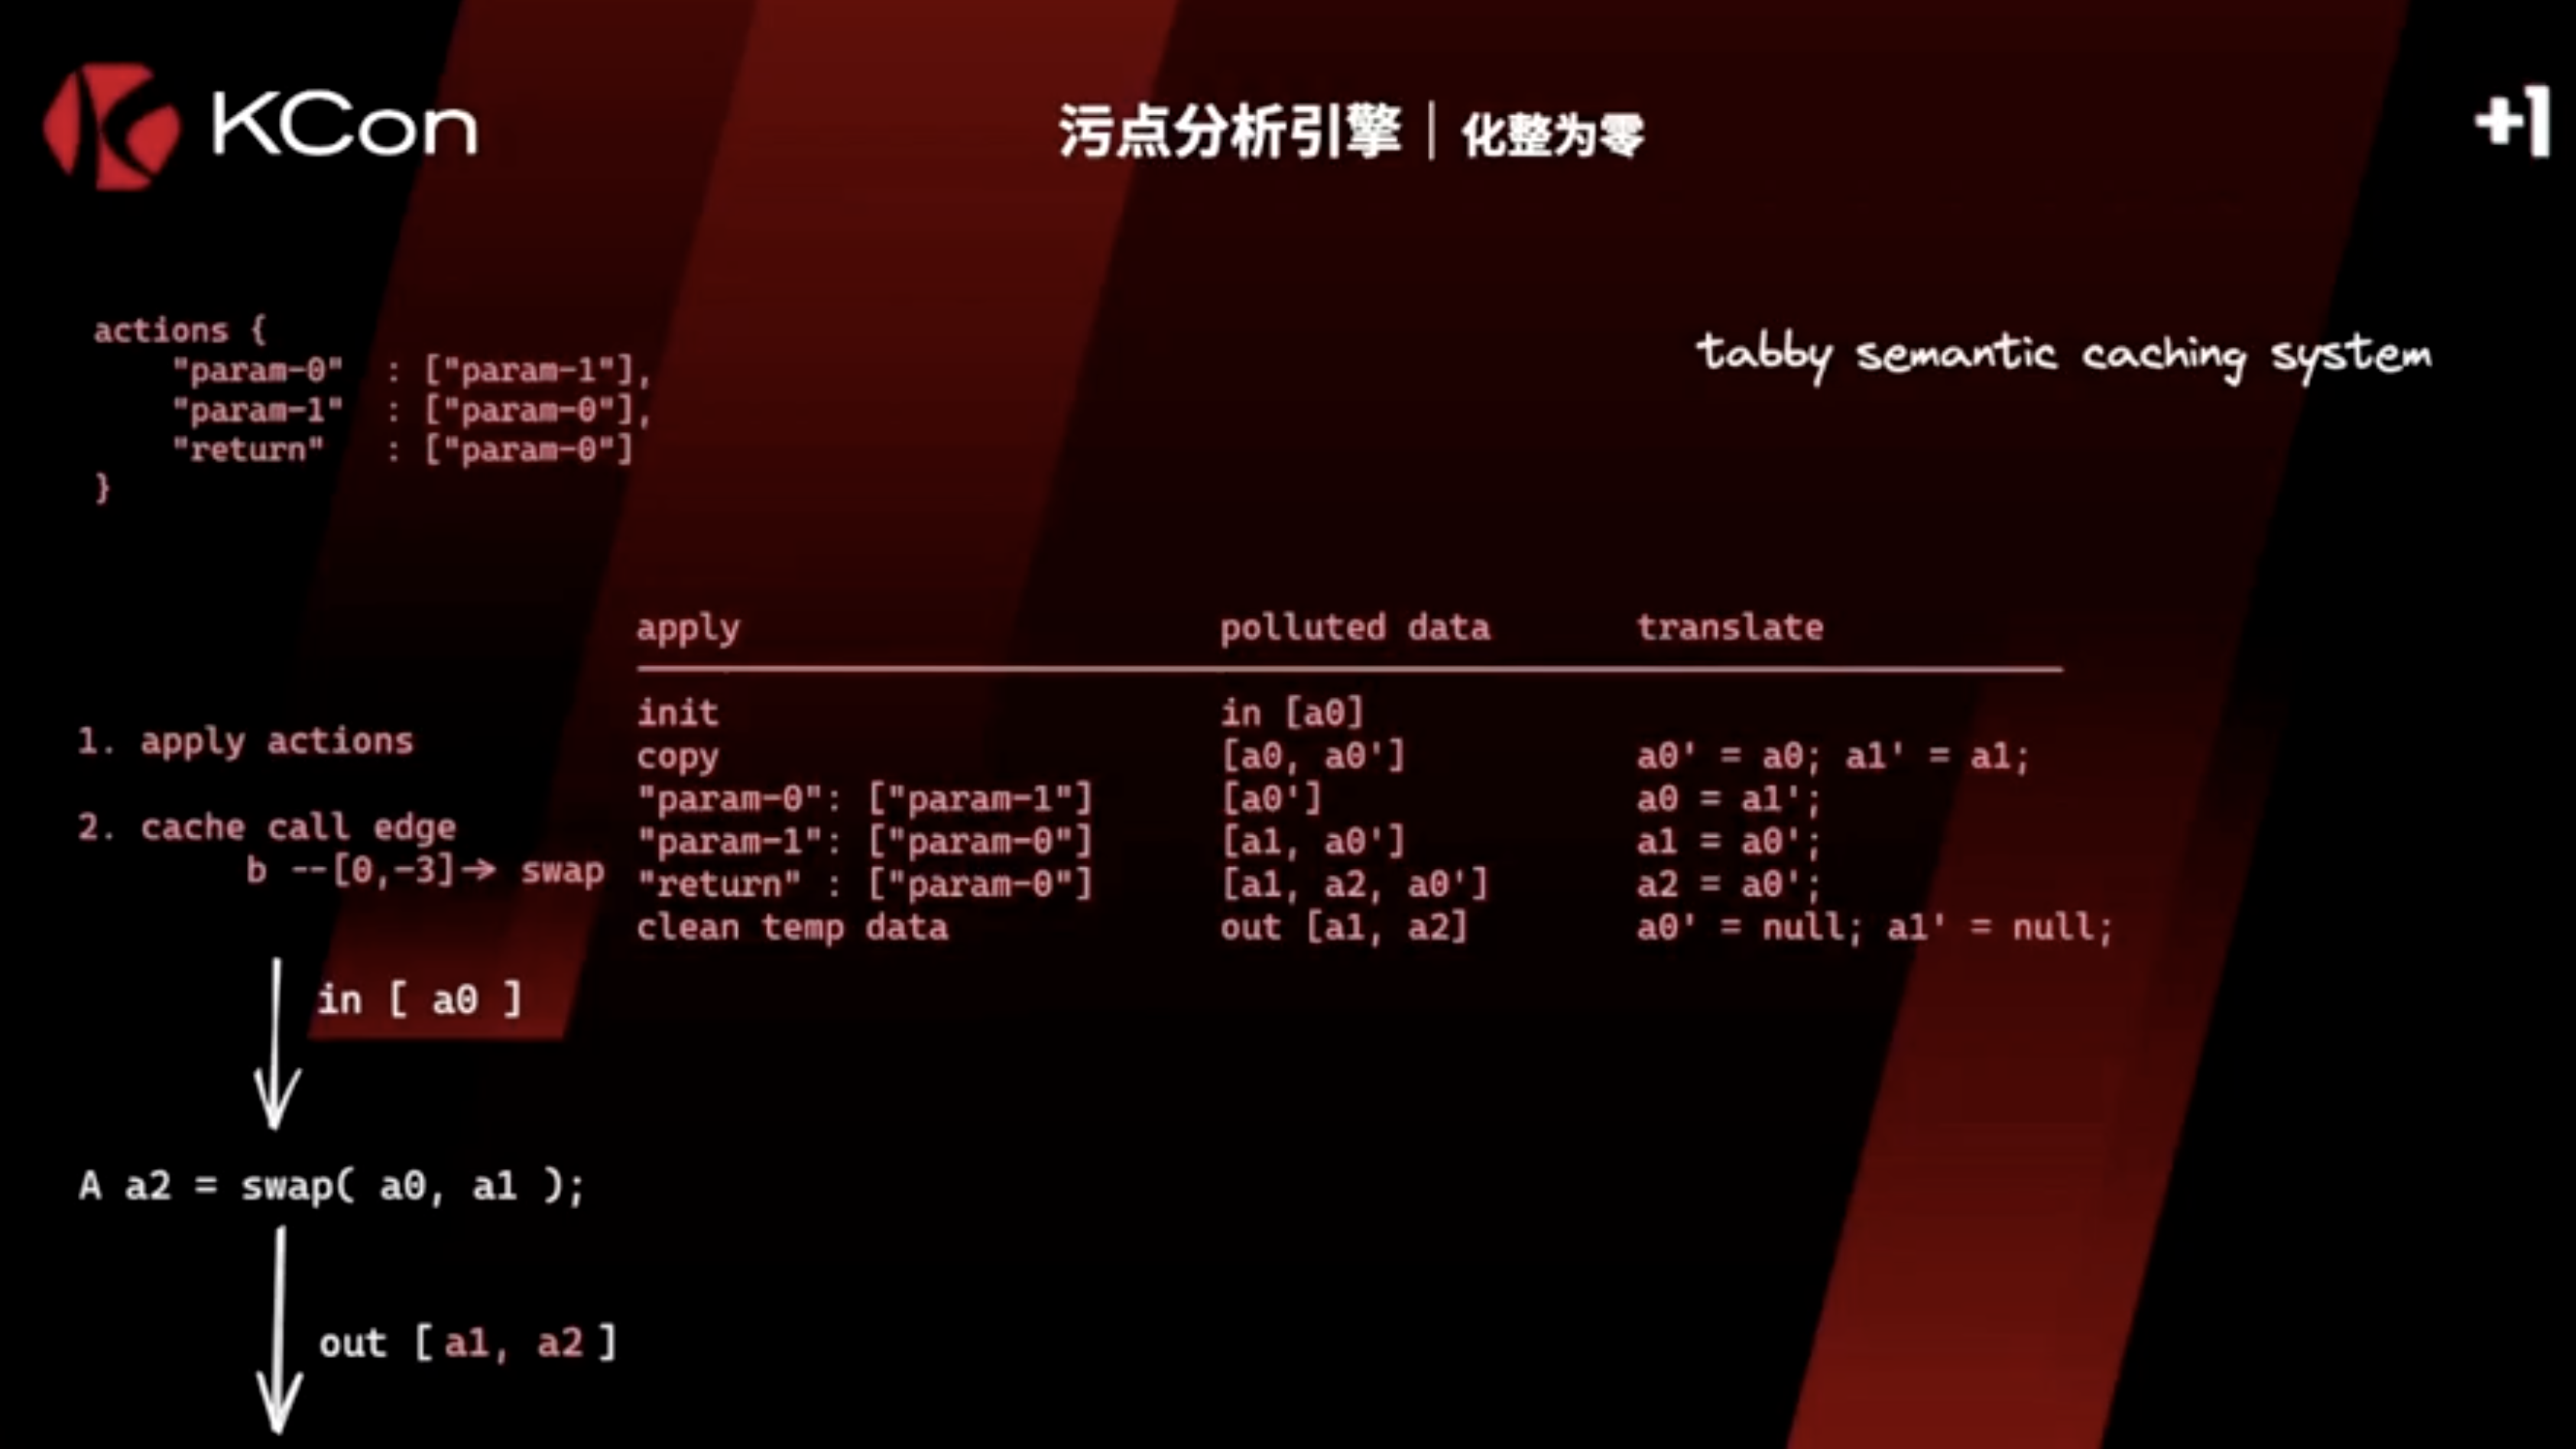 KCon
污点分析引擎｜化整为零
+1
actions {
"param-0" : ["param-1"],
"param-1" : ["param-0"],
"return" : ["param-0"]
}
tabby semantic caching system
apply polluted data translate
init in [a0]
copy [a0, a0'] a0' = a0; a1' = a1;
"param-0": ["param-1"] [a0'] a0 = a1';
"param-1": ["param-0"] [a1, a0'] a1 = a0';
"return" : ["param-0"] [a1, a2, a0'] a2 = a0';
clean temp data out [a1, a2] a0' = null; a1' = null;
1. apply actions
2. cache call edge
b --[0,-3]→ swap
in [ a0 ]
A a2 = swap( a0, a1 );
out [ a1, a2 ]